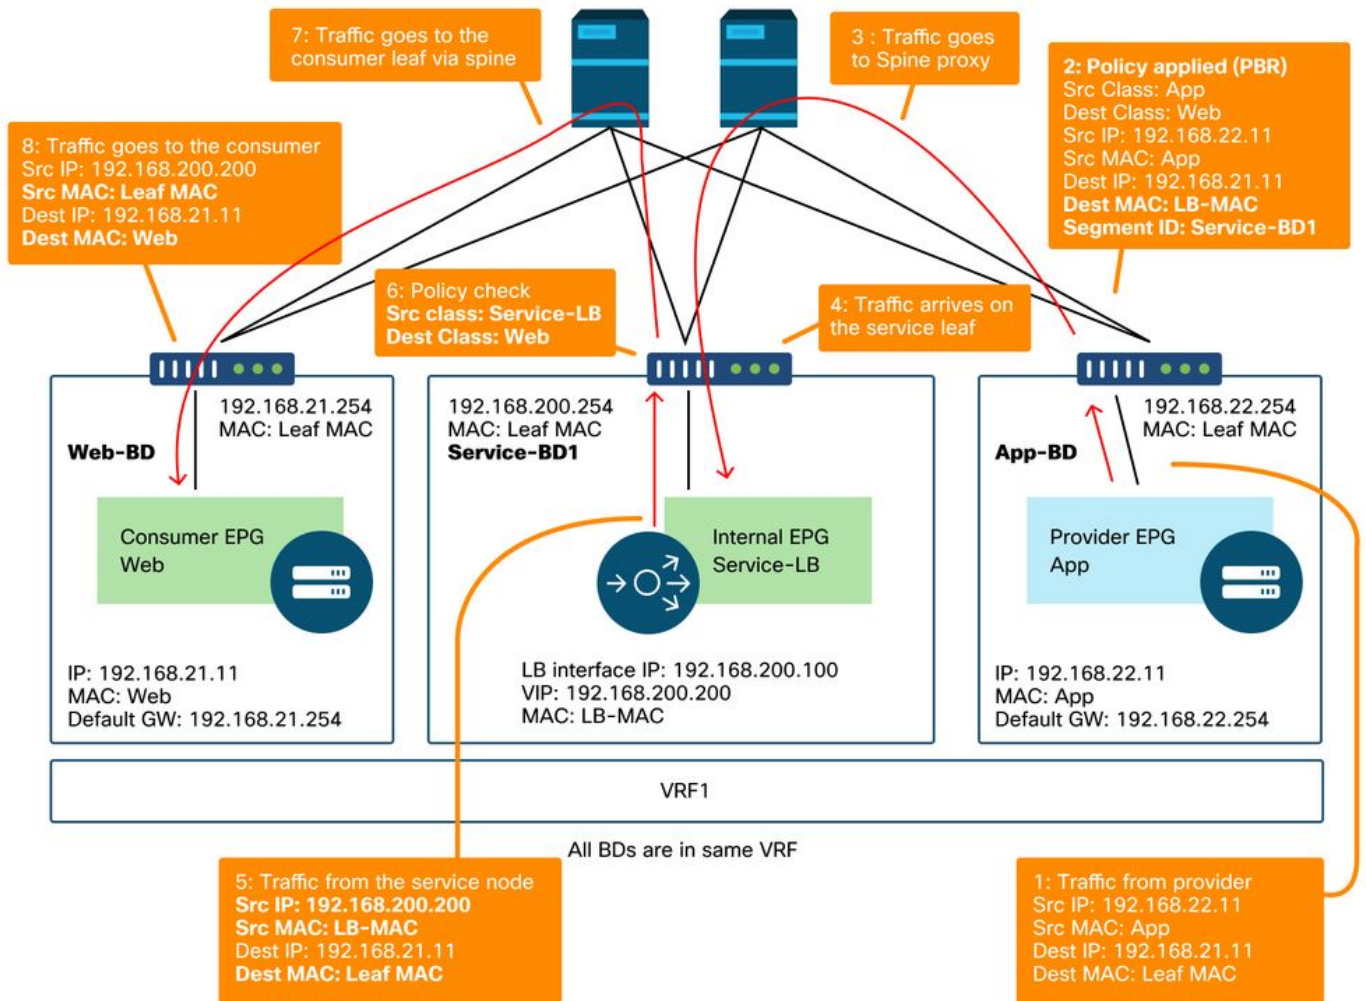 7: Traffic goes to the
consumer leaf via spine
3 : Traffic goes
to Spine proxy
2: Policy applied (PBR)
Src Class: App
Dest Class: Web
Src IP: 192.168.22.11
Src MAC: App
Dest IP: 192.168.21.11
Dest MAC: LB-MAC
Segment ID: Service-BD1
8: Traffic goes to the consumer
Src IP: 192.168.200.200
Src MAC: Leaf MAC
Dest IP: 192.168.21.11
Dest MAC: Web
6: Policy check
Src class: Service-LB
Dest Class: Web
4: Traffic arrives on
the service leaf
192.168.21.254
MAC: Leaf MAC
Web-BD
Consumer EPG
Web
IP: 192.168.21.11
MAC: Web
Default GW: 192.168.21.254
192.168.200.254
MAC: Leaf MAC
Service-BD1
Internal EPG
Service-LB
LB interface IP: 192.168.200.100
VIP: 192.168.200.200
MAC: LB-MAC
192.168.22.254
MAC: Leaf MAC
App-BD
Provider EPG
App
IP: 192.168.22.11
MAC: App
Default GW: 192.168.22.254
VRF1
All BDs are in same VRF
5: Traffic from the service node
Src IP: 192.168.200.200
Src MAC: LB-MAC
Dest IP: 192.168.21.11
Dest MAC: Leaf MAC
1: Traffic from provider
Src IP: 192.168.22.11
Src MAC: App
Dest IP: 192.168.21.11
Dest MAC: Leaf MAC